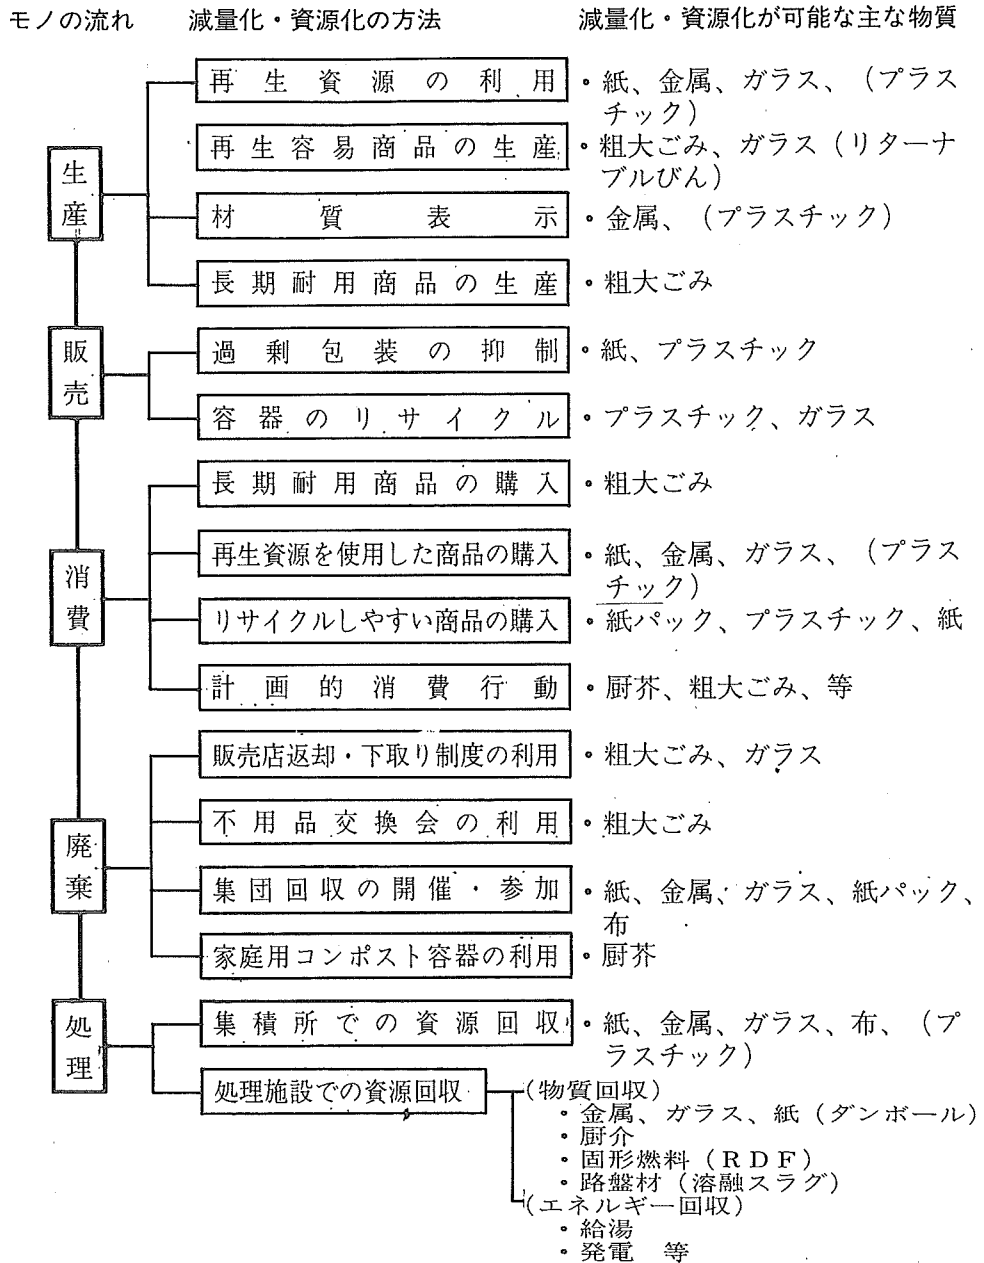 モノの流れ　減量化・資源化の方法　減量化・資源化が可能な主な物質
生産
再生資源の利用
・紙、金属、ガラス、（プラス
チック）
再生容易商品の生産
・粗大ごみ、ガラス（リターナ
ブルびん）
材質表示
・金属、（プラスチック）
長期耐用商品の生産
・粗大ごみ
販売
過剰包装の抑制
・紙、プラスチック
容器のリサイクル
・プラスチック、ガラス
消費
長期耐用商品の購入
・粗大ごみ
再生資源を使用した商品の購入
・紙、金属、ガラス、（プラス
チック）
リサイクルしやすい商品の購入
・紙パック、プラスチック、紙
計画的消費行動
・厨芥、粗大ごみ、等
廃棄
販売店返却・下取り制度の利用
・粗大ごみ、ガラス
不用品交換会の利用
・粗大ごみ
集団回収の開催・参加
・紙、金属、ガラス、紙パック、
布
家庭用コンポスト容器の利用
・厨芥
処理
集積所での資源回収
・紙、金属、ガラス、布、（プ
ラスチック）
処理施設での資源回収
(物質回収)
・金属、ガラス、紙（ダンボール）
・厨介
・固形燃料（ＲＤＦ）
・路盤材（溶融スラグ）
(エネルギー回収)
・給湯
・発電　等